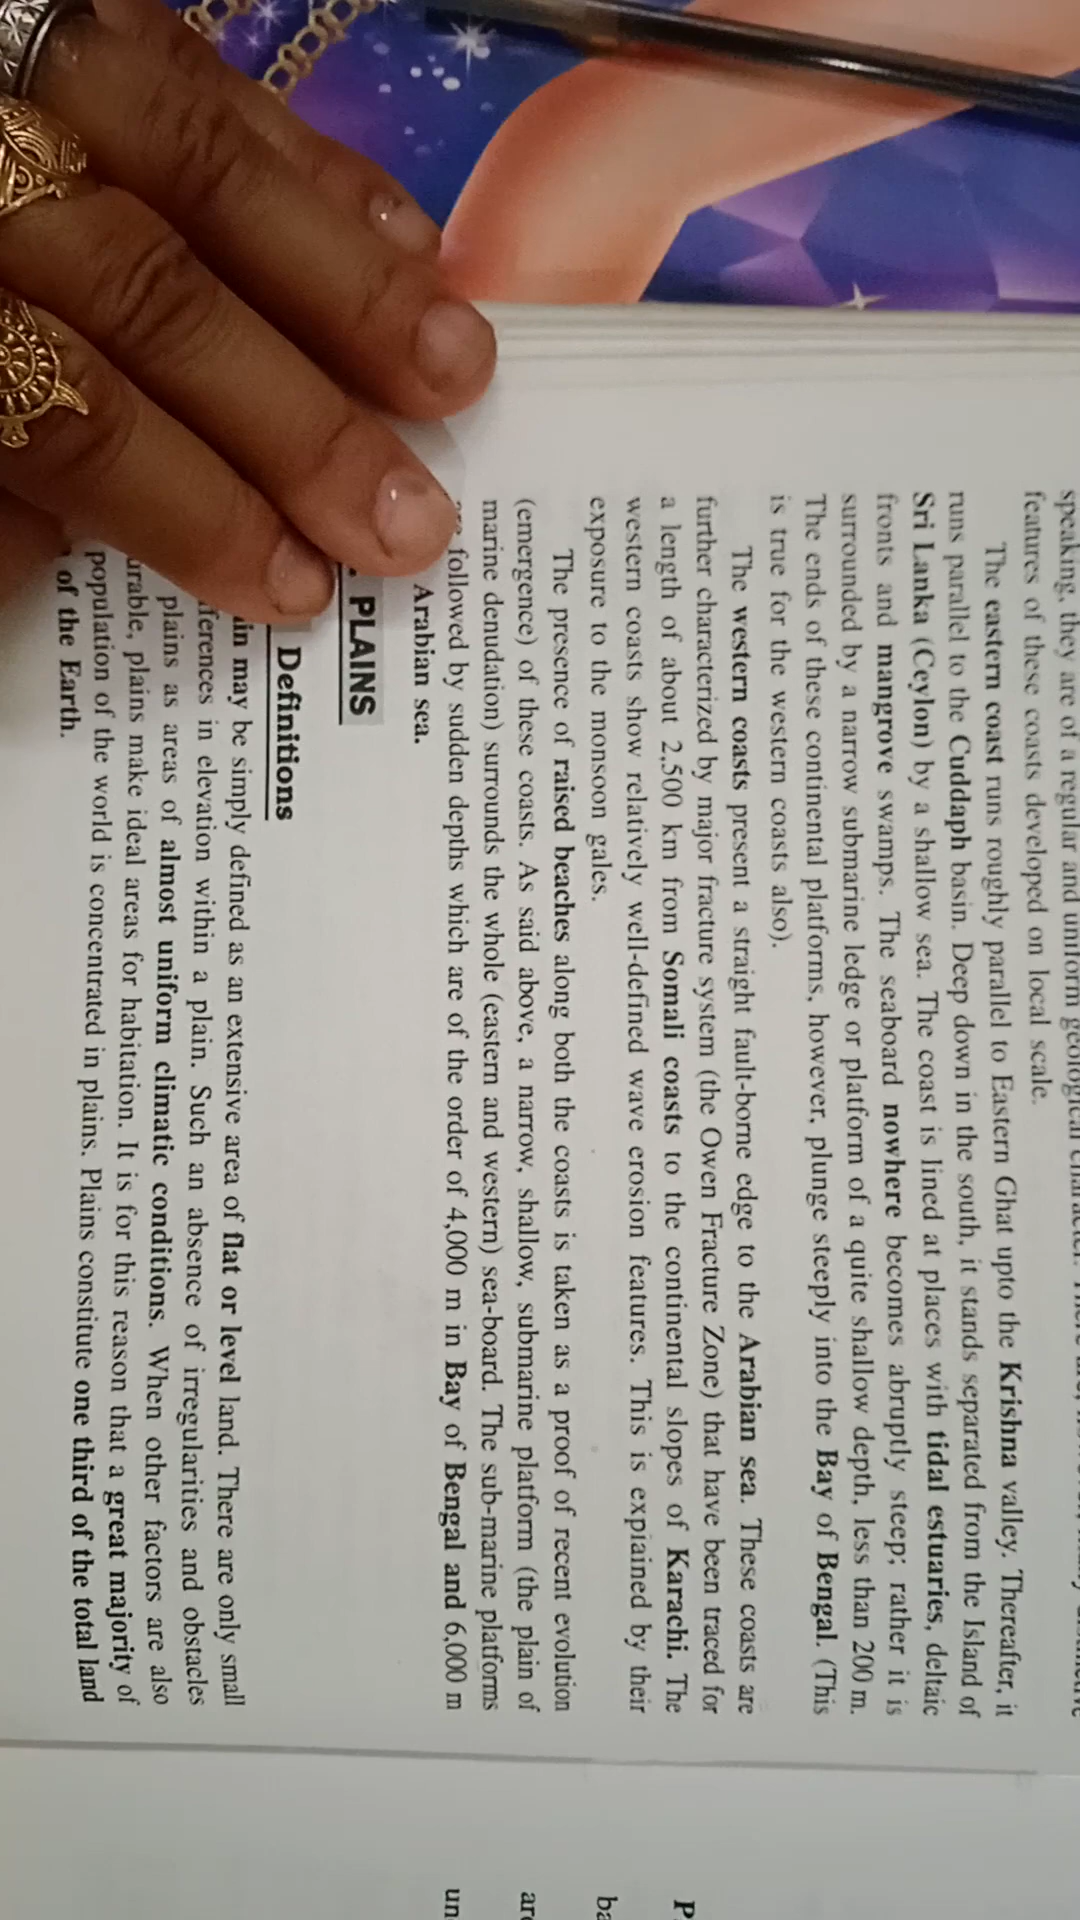 speaking, they are of a regular and uniform geological character. There
features of these coasts developed on local scale.
The eastern coast runs roughly parallel to Eastern Ghat upto the Krishna valley. Thereafter, it
runs parallel to the Cuddaph basin. Deep down in the south, it stands separated from the Island of
Sri Lanka (Ceylon) by a shallow sea. The coast is lined at places with tidal estuaries, deltaic
fronts and mangrove swamps. The seaboard nowhere becomes abruptly steep; rather it is
surrounded by a narrow submarine ledge or platform of a quite shallow depth, less than 200 m.
The ends of these continental platforms, however, plunge steeply into the Bay of Bengal. (This
is true for the western coasts also).
The western coasts present a straight fault-borne edge to the Arabian sea. These coasts are
further characterized by major fracture system (the Owen Fracture Zone) that have been traced for
a length of about 2,500 km from Somali coasts to the continental slopes of Karachi. The
western coasts show relatively well-defined wave erosion features. This is expiained by their
exposure to the monsoon gales.
The presence of raised beaches along both the coasts is taken as a proof of recent evolution
(emergence) of these coasts. As said above, a narrow, shallow, submarine platform (the plain of
marine denudation) surrounds the whole (eastern and western) sea-board. The sub-marine platforms
are followed by sudden depths which are of the order of 4,000 m in Bay of Bengal and 6,000 m
Arabian sea.
. PLAINS
Definitions
ain may be simply defined as an extensive area of flat or level land. There are only small
fferences in elevation within a plain. Such an absence of irregularities and obstacles
plains as areas of almost uniform climatic conditions. When other factors are also
urable, plains make ideal areas for habitation. It is for this reason that a great majority of
population of the world is concentrated in plains. Plains constitute one third of the total land
of the Earth.
P
ba
are
un